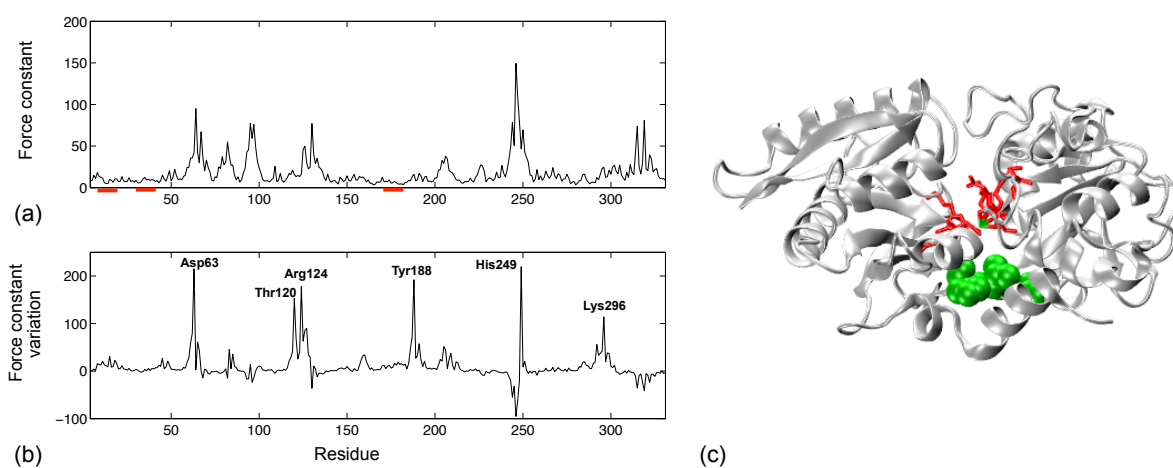 200
150
100
50
0
Force constant
50 100 150 200 250 300
(a)
200
100
0
−100
Force constant
variation
Asp63
Thr120
Arg124
Tyr188
His249
Lys296
50 100 150 200 250 300
Residue
(b)
(c)